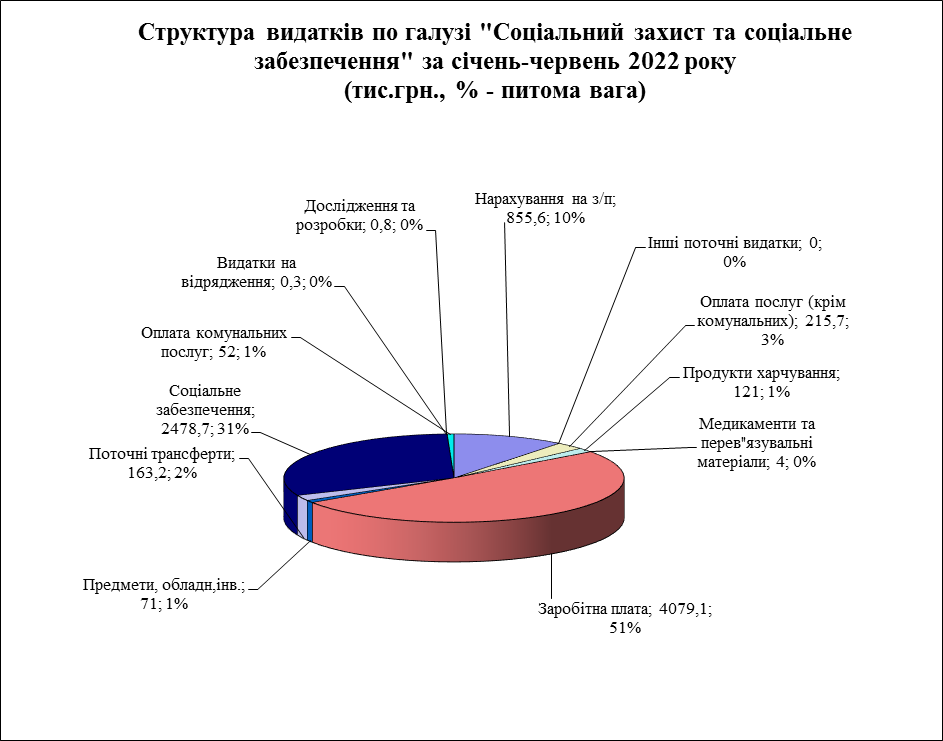 Структура видатків по галузі "Соціальний захист та соціальне
забезпечення" за січень-червень 2022 року
(тис.грн., % - питома вага)
Дослідження та
розробки; 0,8; 0%
Нарахування на з/п;
855,6; 10%
Інші поточні видатки; 0;
0%
Видатки на
відрядження; 0,3; 0%
Оплата послуг (крім
комунальних); 215,7;
3%
Оплата комунальних
послуг; 52; 1%
Продукти харчування;
121; 1%
Соціальне
забезпечення;
2478,7; 31%
Медикаменти та
перев"язувальні
матеріали; 4; 0%
Поточні трансферти;
163,2; 2%
Предмети, обладн,інв.;
71; 1%
Заробітна плата; 4079,1;
51%